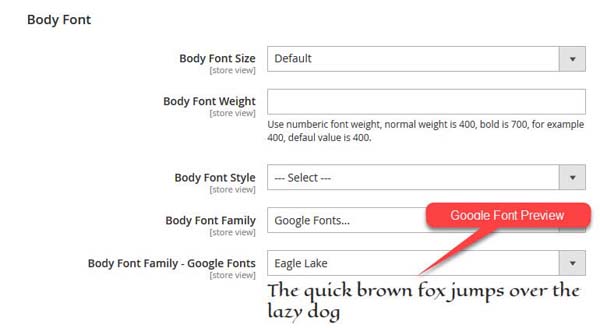 Body Font
Body Font Size
[store view]
Default
Body Font Weight
[store view]
Use numberic font weight, normal weight is 400, bold is 700, for example
400, defaul value is 400.
Body Font Style
[store view]
--- Select ---
Body Font Family
[store view]
Google Fonts...
Google Font Preview
Body Font Family - Google Fonts
[store view]
Eagle Lake
The quick brown fox jumps over the
lazy dog